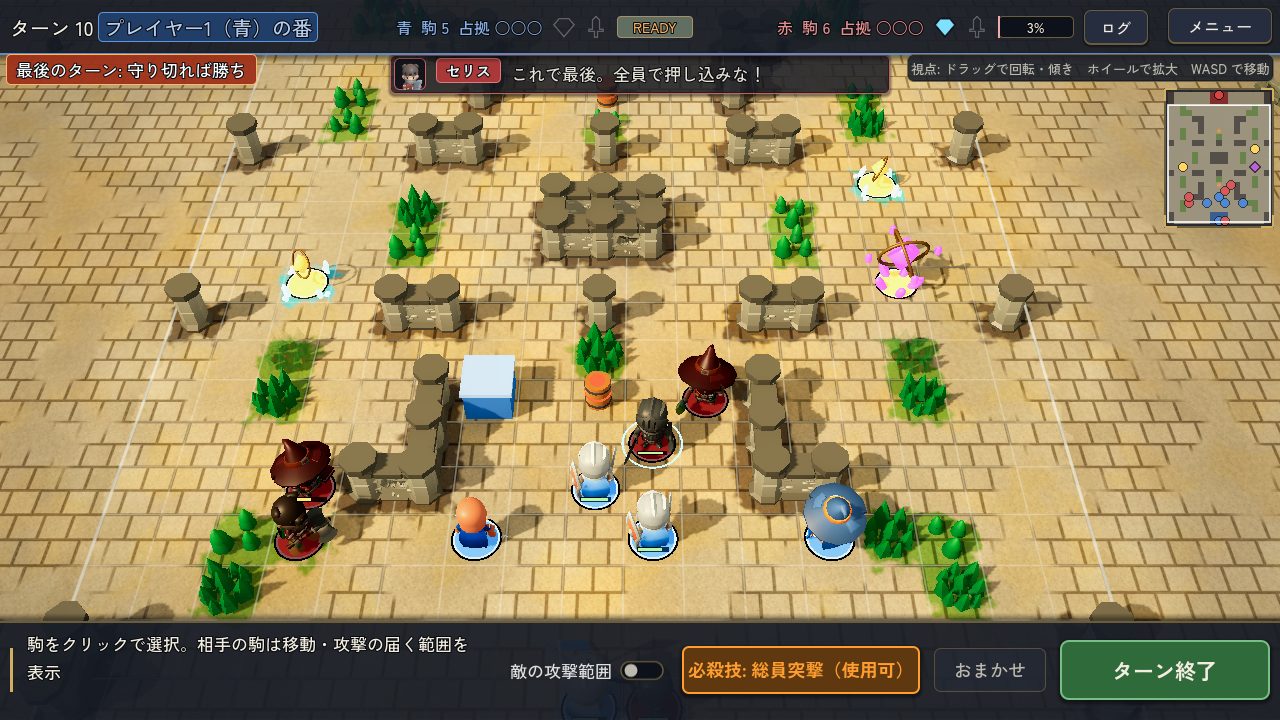 ターン 10 プレイヤー1（青）の番
青 駒 5 占拠 〇〇〇 READY
赤 駒 6 占拠 〇〇〇 3% ログ メニュー
最後のターン: 守り切れば勝ち
セリス これで最後。全員で押し込みな！
視点: ドラッグで回転・傾き ホイールで拡大 WASD で移動
駒をクリックで選択。相手の駒は移動・攻撃の届く範囲を
表示
敵の攻撃範囲 必殺技: 総員突撃（使用可） おまかせ ターン終了